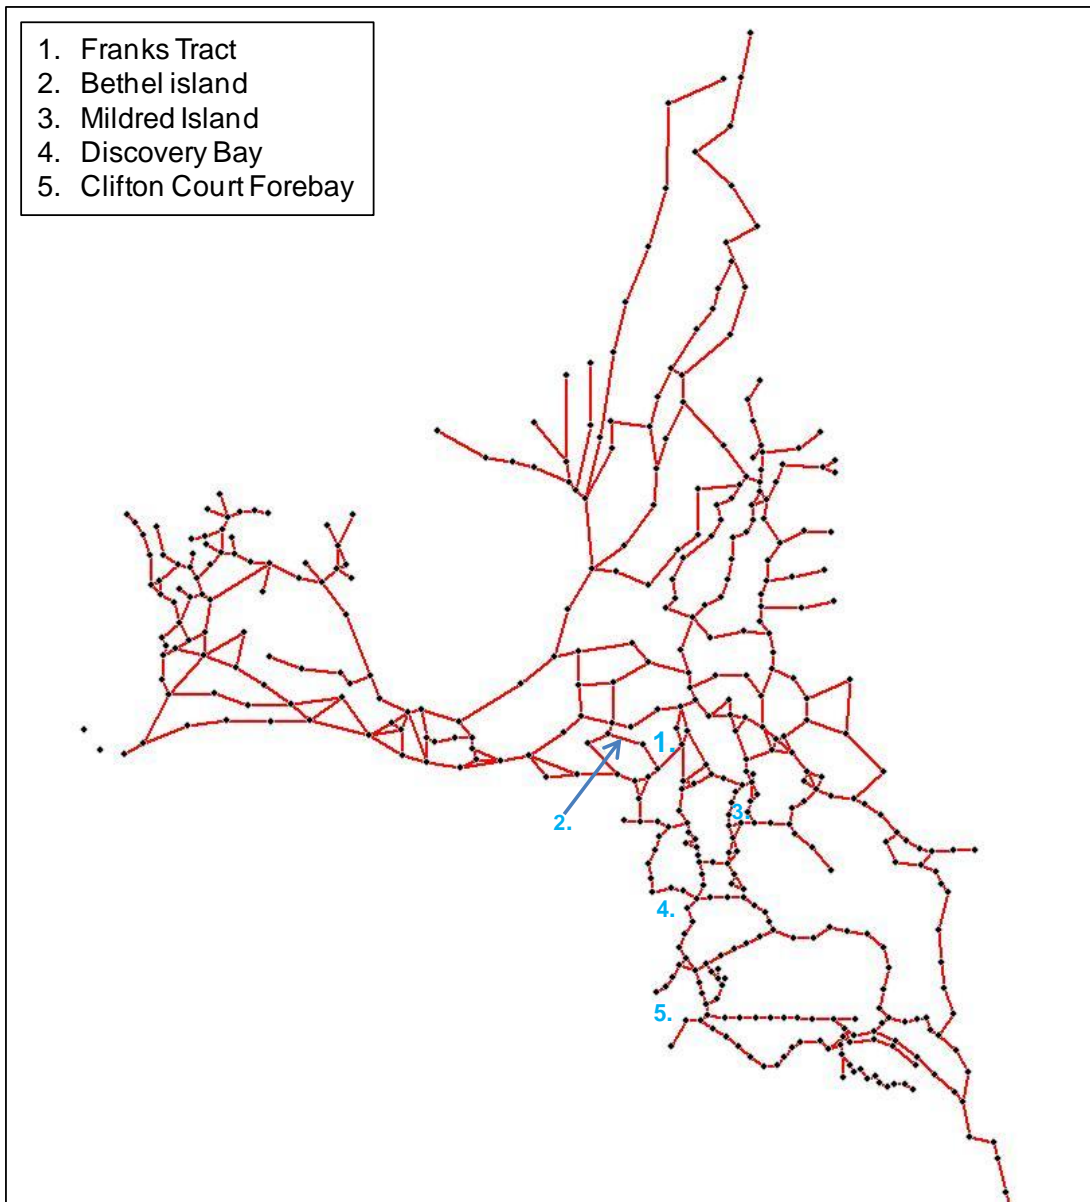 1. Franks Tract
2. Bethel island
3. Mildred Island
4. Discovery Bay
5. Clifton Court Forebay
1.
2.
3.
4.
5.